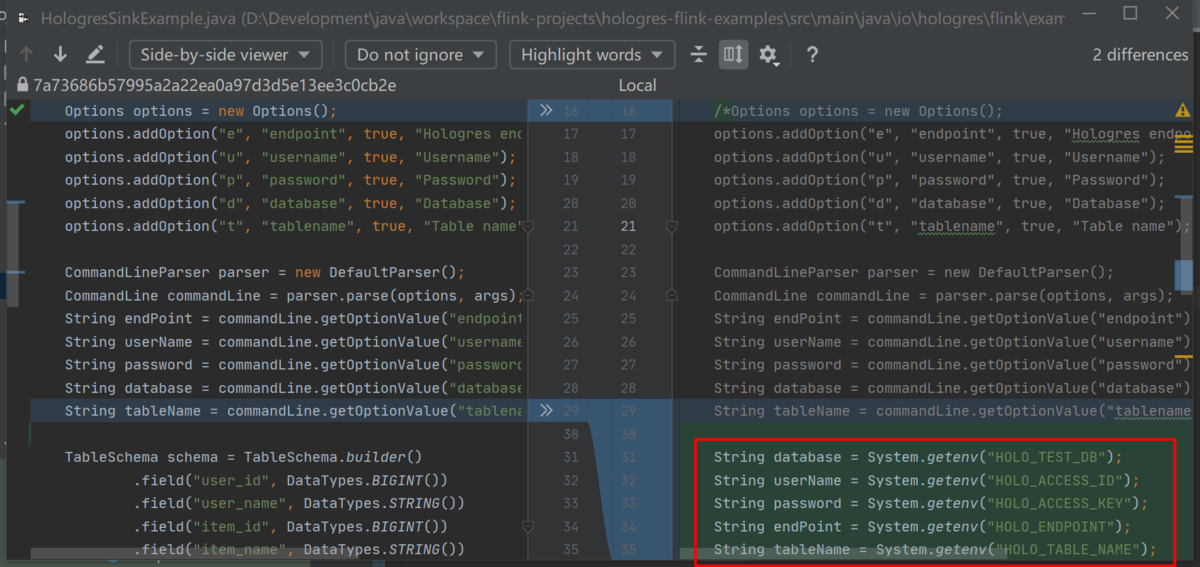 HologresSinkExample.java (D:\Development\java\workspace\flink-projects\hologres-flink-examples\src\main\java\io\hologres\flink\exam
Side-by-side viewer Do not ignore Highlight words ? 2 differences
7a73686b57995a2a22ea0a97d3d5e13ee3c0cb2e Local
Options options = new Options(); 16 16 /*Options options = new Options();
options.addOption("e", "endpoint", true, "Hologres end 17 17 options.addOption("e", "endpoint", true, "Hologres endpo
options.addOption("u", "username", true, "Username"); 18 18 options.addOption("u", "username", true, "Username");
options.addOption("p", "password", true, "Password"); 19 19 options.addOption("p", "password", true, "Password");
options.addOption("d", "database", true, "Database"); 20 20 options.addOption("d", "database", true, "Database");
options.addOption("t", "tablename", true, "Table name" 21 21 options.addOption("t", "tablename", true, "Table name");
22 22
CommandLineParser parser = new DefaultParser(); 23 23 CommandLineParser parser = new DefaultParser();
CommandLine commandLine = parser.parse(options, args); 24 24 CommandLine commandLine = parser.parse(options, args);
String endPoint = commandLine.getOptionValue("endpoint 25 25 String endPoint = commandLine.getOptionValue("endpoint")
String userName = commandLine.getOptionValue("username 26 26 String userName = commandLine.getOptionValue("username")
String password = commandLine.getOptionValue("password 27 27 String password = commandLine.getOptionValue("password")
String database = commandLine.getOptionValue("database 28 28 String database = commandLine.getOptionValue("database")
String tableName = commandLine.getOptionValue("tablena 29 29 String tableName = commandLine.getOptionValue("tablename
30 30
TableSchema schema = TableSchema.builder() 31 31 String database = System.getenv("HOLO_TEST_DB");
.field("user_id", DataTypes.BIGINT()) 32 32 String userName = System.getenv("HOLO_ACCESS_ID");
.field("user_name", DataTypes.STRING()) 33 33 String password = System.getenv("HOLO_ACCESS_KEY");
.field("item_id", DataTypes.BIGINT()) 34 34 String endPoint = System.getenv("HOLO_ENDPOINT");
.field("item_name", DataTypes.STRING()) 35 35 String tableName = System.getenv("HOLO_TABLE_NAME");